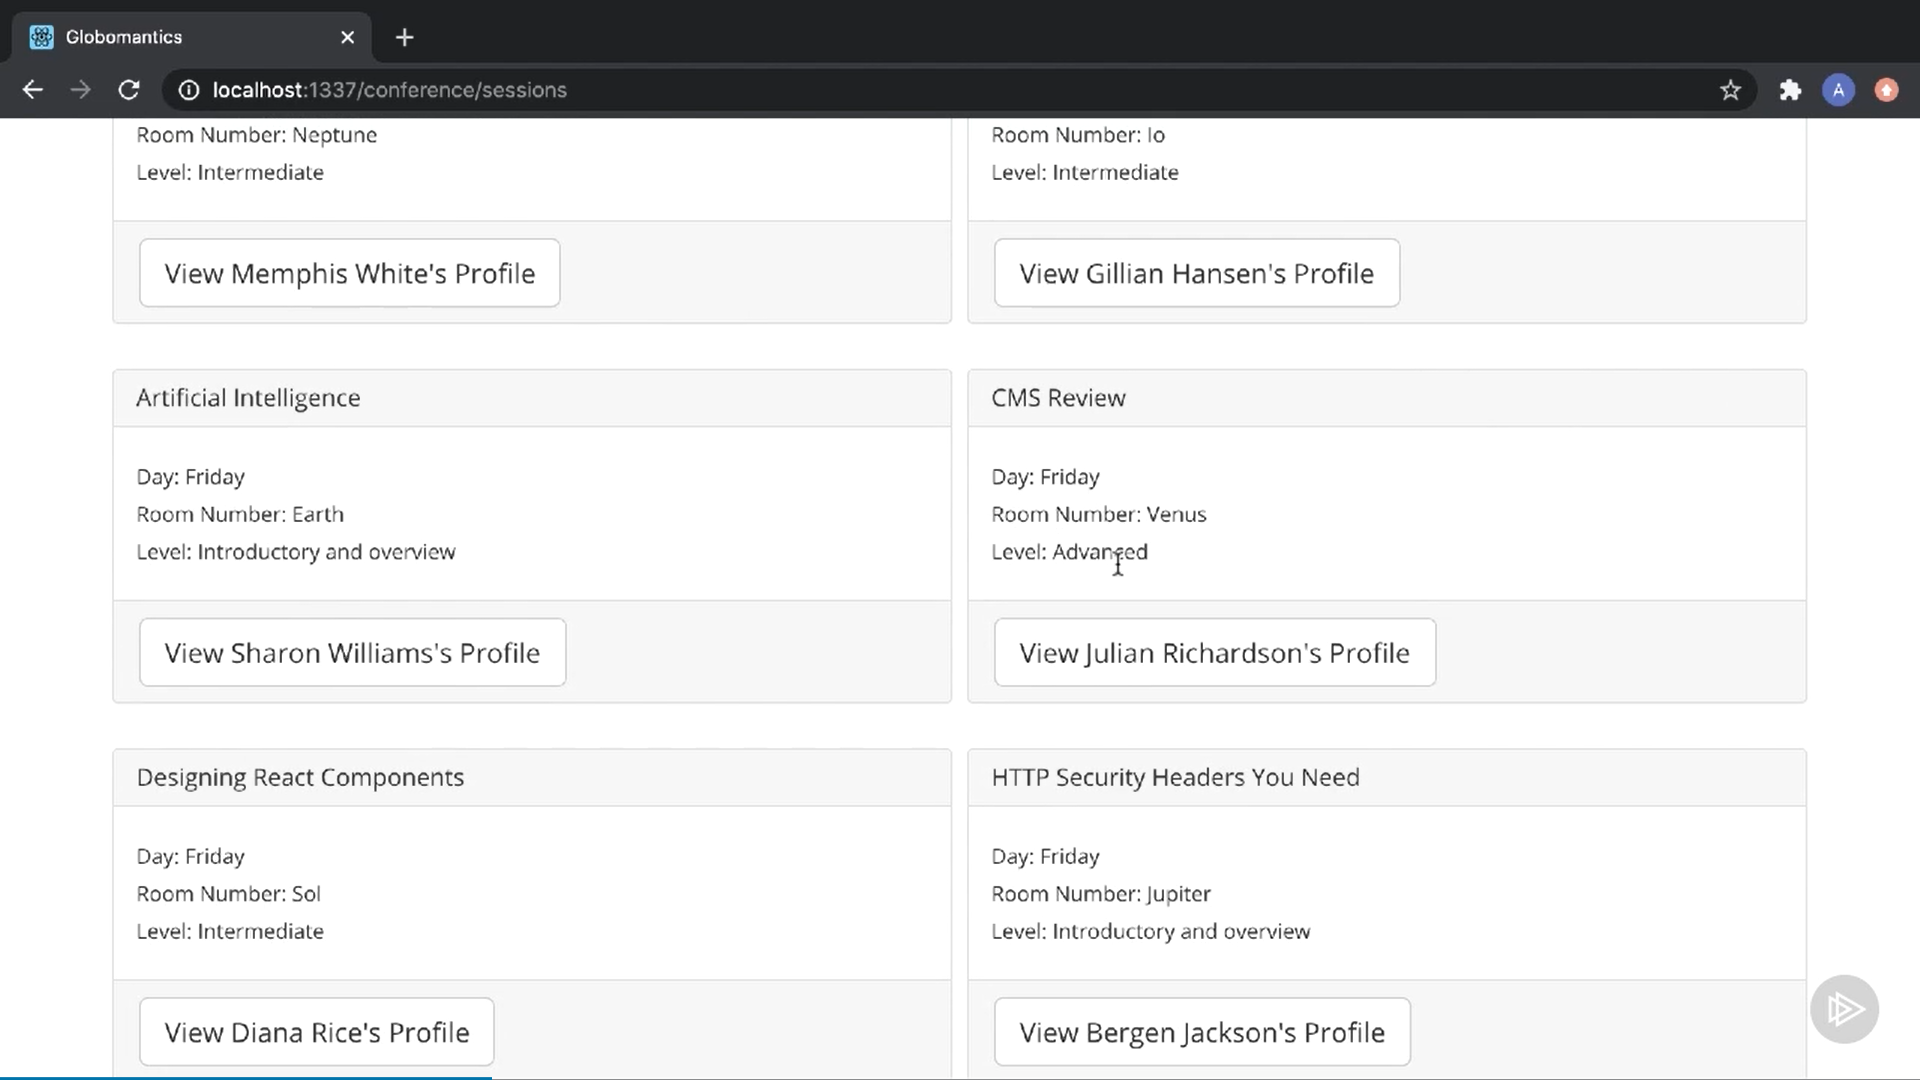 Globomantics
localhost:1337/conference/sessions
A
Room Number: Neptune
Level: Intermediate
View Memphis White's Profile
Room Number: Io
Level: Intermediate
View Gillian Hansen's Profile
Artificial Intelligence
Day: Friday
Room Number: Earth
Level: Introductory and overview
View Sharon Williams's Profile
CMS Review
Day: Friday
Room Number: Venus
Level: Advanced
View Julian Richardson's Profile
Designing React Components
Day: Friday
Room Number: Sol
Level: Intermediate
View Diana Rice's Profile
HTTP Security Headers You Need
Day: Friday
Room Number: Jupiter
Level: Introductory and overview
View Bergen Jackson's Profile